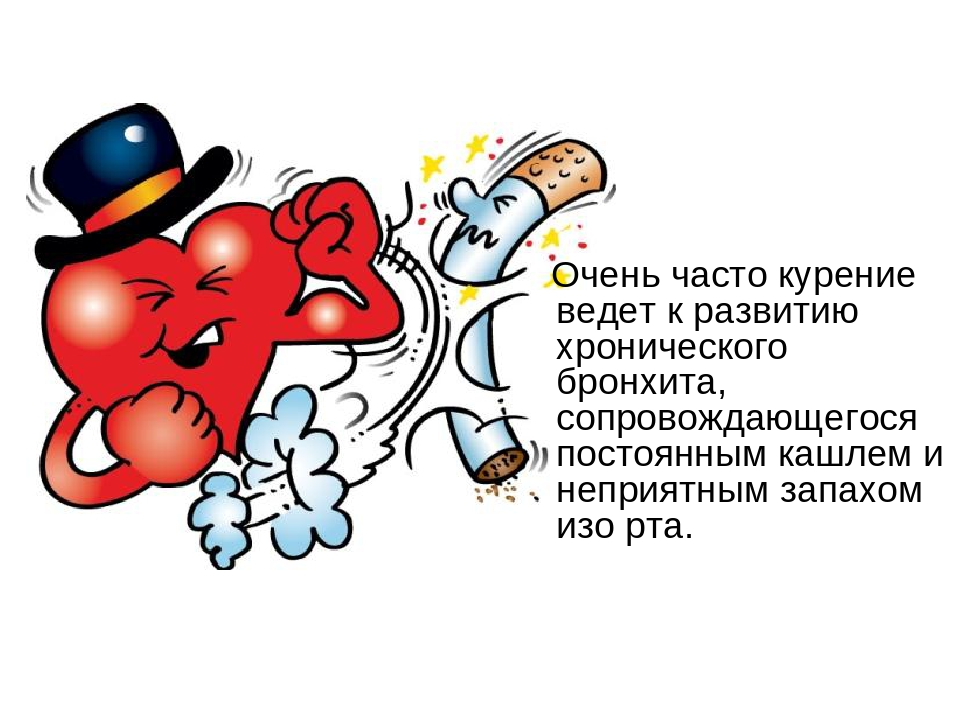 Очень часто курение
ведет к развитию
хронического
бронхита,
сопровождающегося
постоянным кашлем и
неприятным запахом
изо рта.